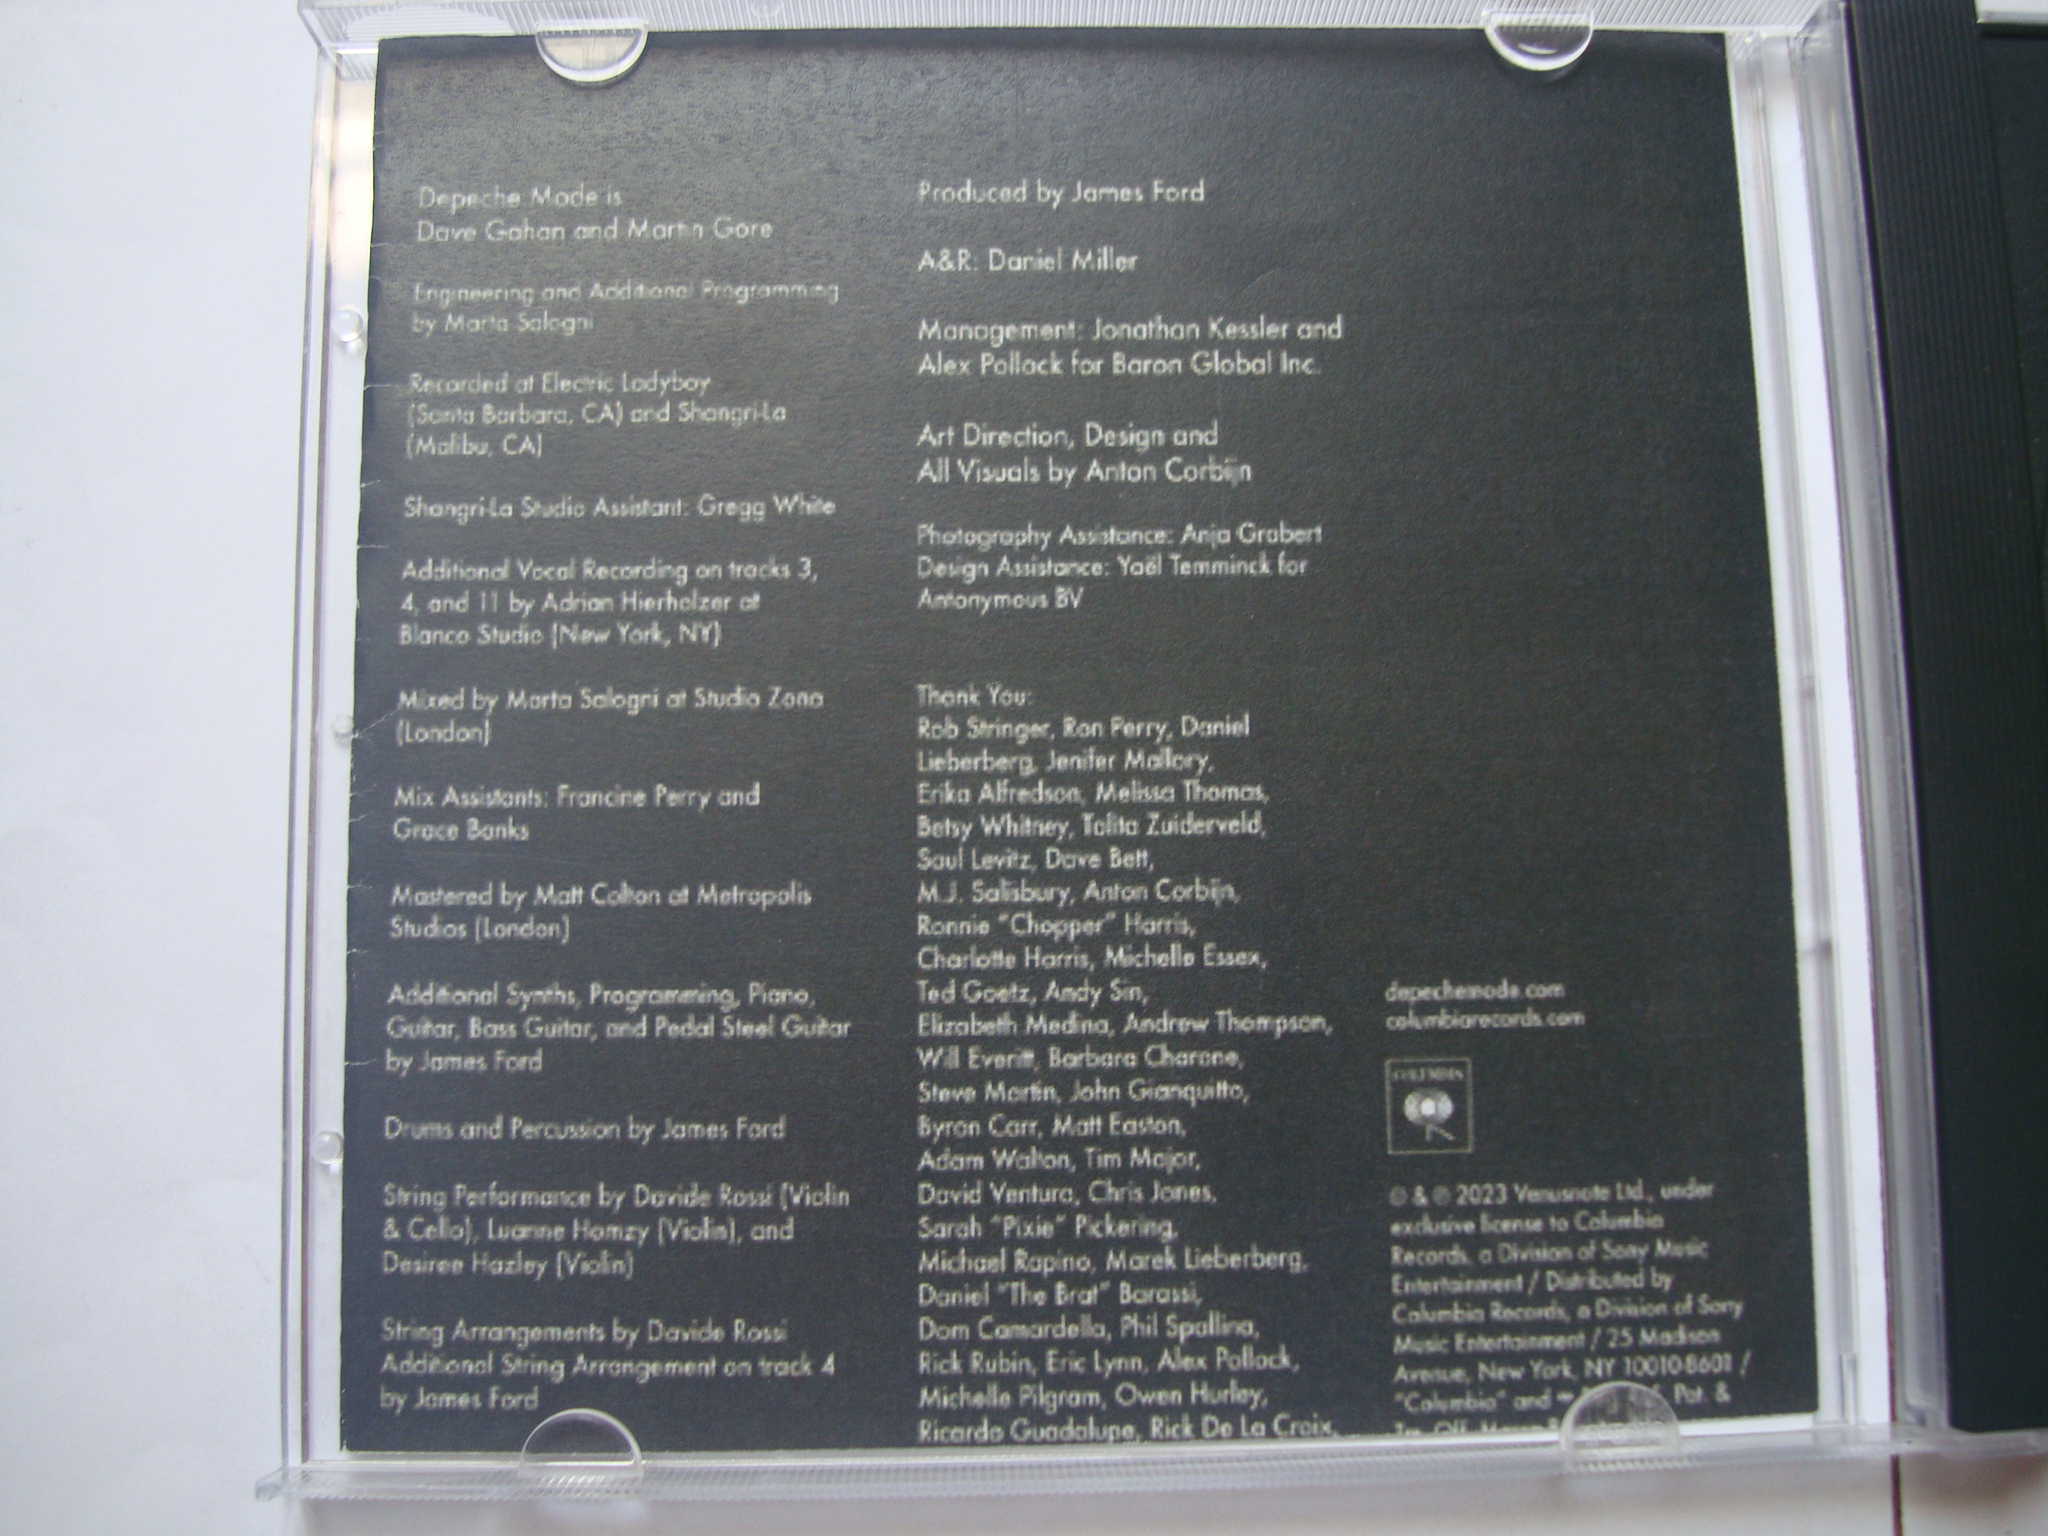 Depeche Mode is
Dave Gahan and Martin Gore
Engineering and Additional Programming
by Marta Salogni
Recorded at Electric Ladyboy
(Santa Barbara, CA) and Shangri-La
(Malibu, CA)
Shangri-La Studio Assistant: Gregg White
Additional Vocal Recording on tracks 3,
4, and 11 by Adrian Hierholzer at
Blanco Studio (New York, NY)
Mixed by Marta Salogni at Studio Zona
(London)
Mix Assistants: Francine Perry and
Grace Banks
Mastered by Matt Colton at Metropolis
Studios (London)
Additional Synths, Programming, Piano,
Guitar, Bass Guitar, and Pedal Steel Guitar
by James Ford
Drums and Percussion by James Ford
String Performance by Davide Rossi (Violin
& Cello), Luanne Homzy (Violin), and
Desiree Hazley (Violin)
String Arrangements by Davide Rossi
Additional String Arrangement on track 4
by James Ford
Produced by James Ford
A&R: Daniel Miller
Management: Jonathan Kessler and
Alex Pollock for Baron Global Inc.
Art Direction, Design and
All Visuals by Anton Corbijn
Photography Assistance: Anja Grabert
Design Assistance: Yaël Temminck for
Antonymous BV
Thank You:
Rob Stringer, Ron Perry, Daniel
Lieberberg, Jenifer Mallory,
Erika Alfredson, Melissa Thomas,
Betsy Whitney, Talita Zuiderveld,
Saul Levitz, Dave Bett,
M.J. Salisbury, Anton Corbijn,
Ronnie "Chopper" Harris,
Charlotte Harris, Michelle Essex,
Ted Goetz, Andy Sin,
Elizabeth Medina, Andrew Thompson,
Will Everitt, Barbara Charone,
Steve Martin, John Gianquitto,
Byron Carr, Matt Easton,
Adam Walton, Tim Major,
David Ventura, Chris Jones,
Sarah "Pixie" Pickering,
Michael Rapino, Marek Lieberberg,
Daniel "The Brat" Barassi,
Dom Camardella, Phil Spallina,
Rick Rubin, Eric Lynn, Alex Pollock,
Michelle Pilgram, Owen Hurley,
Ricardo Guadalupe, Rick De La Croix,
depechemode.com
columbiarecords.com
COLUMBIA
© & ℗ 2023 Venusnote Ltd., under
exclusive license to Columbia
Records, a Division of Sony Music
Entertainment / Distributed by
Columbia Records, a Division of Sony
Music Entertainment / 25 Madison
Avenue, New York, NY 10010-8601 /
"Columbia" and Pat. &